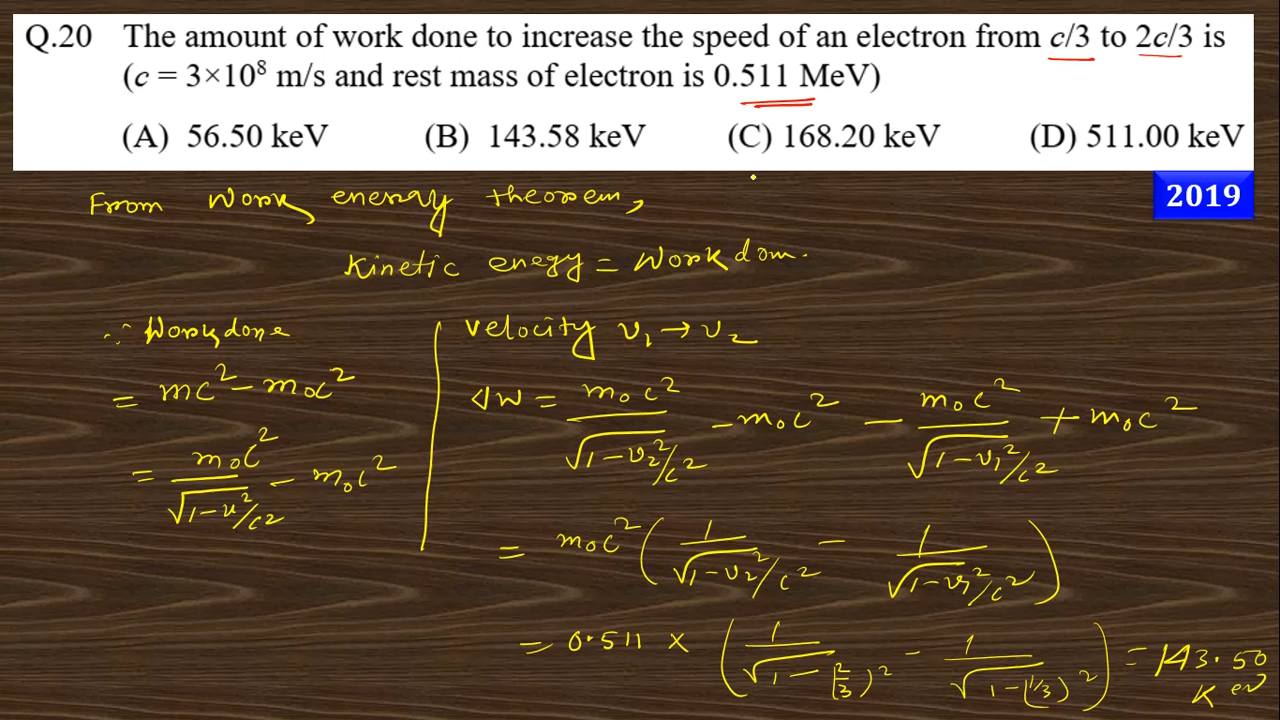 Q.20 The amount of work done to increase the speed of an electron from c/3 to 2c/3 is
(c = 3×10⁸ m/s and rest mass of electron is 0.511 MeV)
(A) 56.50 keV (B) 143.58 keV (C) 168.20 keV (D) 511.00 keV
2019
From work energy theorem,
Kinetic enegy = Work don.
∵ Work done
= mc² - m₀c²
= m₀c² / √(1-v²/c²) - m₀c²
velocity v₁ → v₂
ΔW = m₀c² / √(1-v₂²/c²) - m₀c² - m₀c² / √(1-v₁²/c²) + m₀c²
= m₀c² ( 1 / √(1-v₂²/c²) - 1 / √(1-v₁²/c²) )
= 0.511 × ( 1 / √(1-(2/3)²) - 1 / √(1-(1/3)²) ) = 143.50
Kev